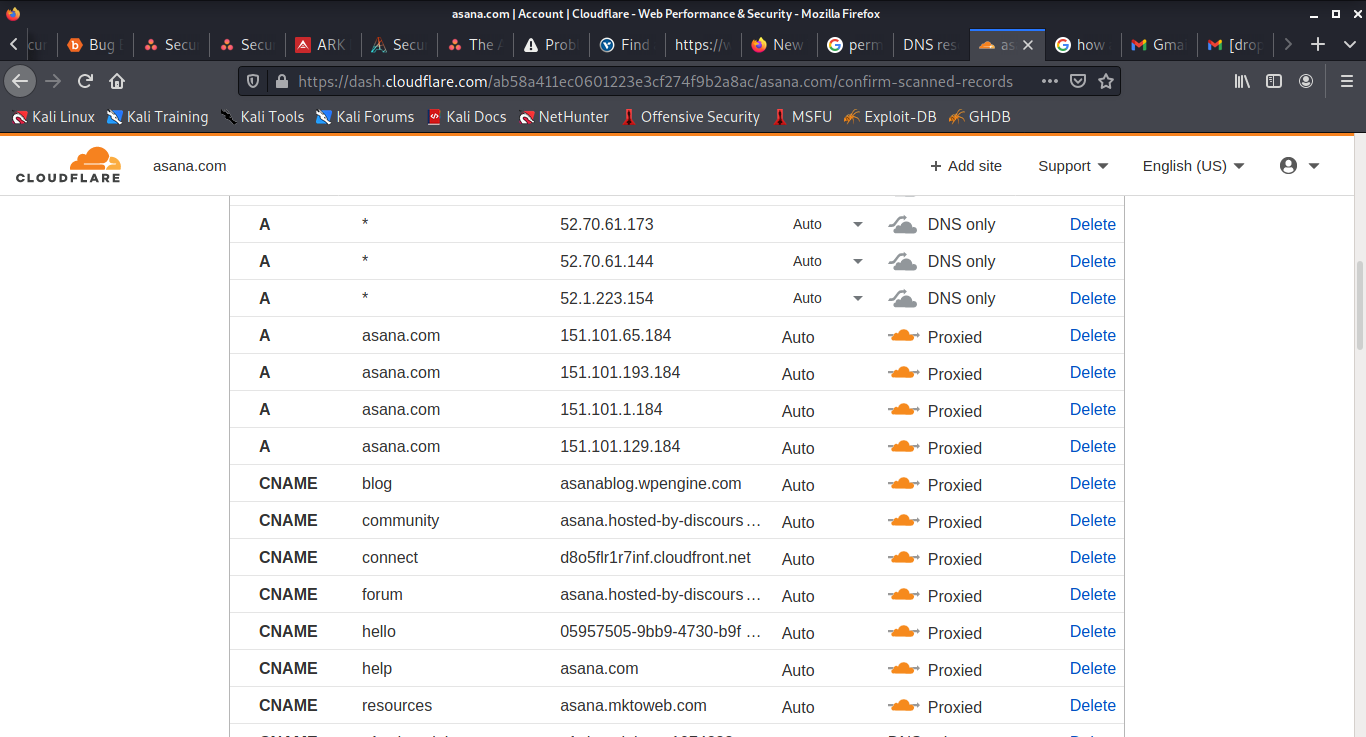 asana.com | Account | Cloudflare - Web Performance & Security - Mozilla Firefox
Bug Secu Secu ARK Secu The A Prob Find https://w New perm DNS res as how Gma [drop
https://dash.cloudflare.com/ab58a411ec0601223e3cf274f9b2a8ac/asana.com/confirm-scanned-records
Kali Linux Kali Training Kali Tools Kali Forums Kali Docs NetHunter Offensive Security MSFU Exploit-DB GHDB
CLOUDFLARE asana.com + Add site Support English (US)
A * 52.70.61.173 Auto DNS only Delete
A * 52.70.61.144 Auto DNS only Delete
A * 52.1.223.154 Auto DNS only Delete
A asana.com 151.101.65.184 Auto Proxied Delete
A asana.com 151.101.193.184 Auto Proxied Delete
A asana.com 151.101.1.184 Auto Proxied Delete
A asana.com 151.101.129.184 Auto Proxied Delete
CNAME blog asanablog.wpengine.com Auto Proxied Delete
CNAME community asana.hosted-by-discours ... Auto Proxied Delete
CNAME connect d8o5flr1r7inf.cloudfront.net Auto Proxied Delete
CNAME forum asana.hosted-by-discours ... Auto Proxied Delete
CNAME hello 05957505-9bb9-4730-b9f ... Auto Proxied Delete
CNAME help asana.com Auto Proxied Delete
CNAME resources asana.mktoweb.com Auto Proxied Delete